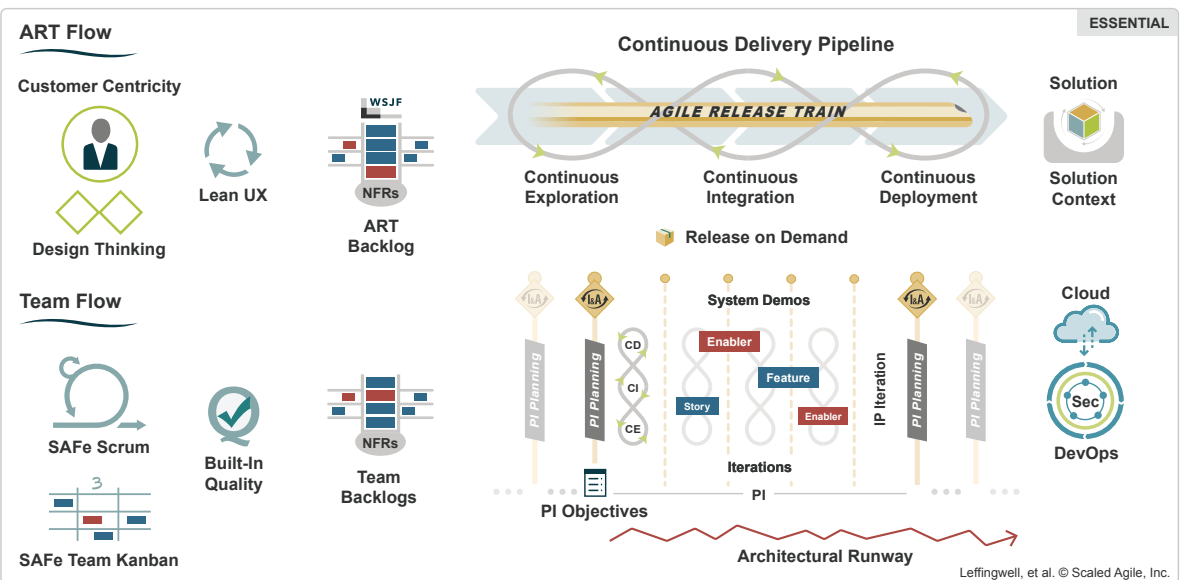 ESSENTIAL
ART Flow
Customer Centricity
Design Thinking
Lean UX
WSJF
NFRs
ART
Backlog
Continuous Delivery Pipeline
AGILE RELEASE TRAIN
Continuous
Exploration
Continuous
Integration
Continuous
Deployment
Release on Demand
Solution
Solution
Context
Team Flow
SAFe Scrum
3
SAFe Team Kanban
Built-In
Quality
NFRs
Team
Backlogs
I&A
I&A
I&A
I&A
PI Planning
PI Planning
PI Planning
PI Planning
System Demos
CD
CI
CE
Enabler
Feature
Story
Enabler
IP Iteration
Iterations
PI
PI Objectives
Architectural Runway
Cloud
Sec
DevOps
Leffingwell, et al. © Scaled Agile, Inc.